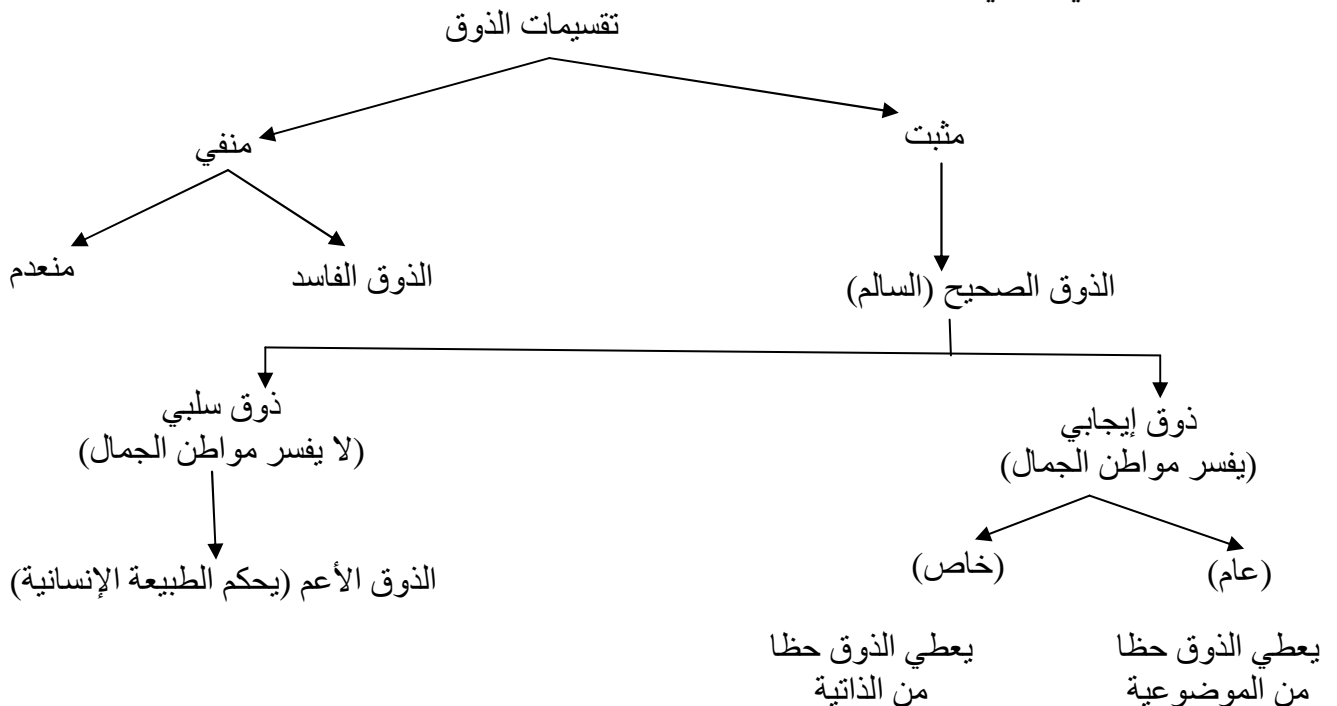 تقسيمات الذوق
مثبت
منفي
الذوق الصحيح (السالم)
الذوق الفاسد
منعدم
ذوق إيجابي
(يفسر مواطن الجمال)
ذوق سلبي
(لا يفسر مواطن الجمال)
(عام)
(خاص)
الذوق الأعم (يحكم الطبيعة الإنسانية)
يعطي الذوق حظا
من الموضوعية
يعطي الذوق حظا
من الذاتية